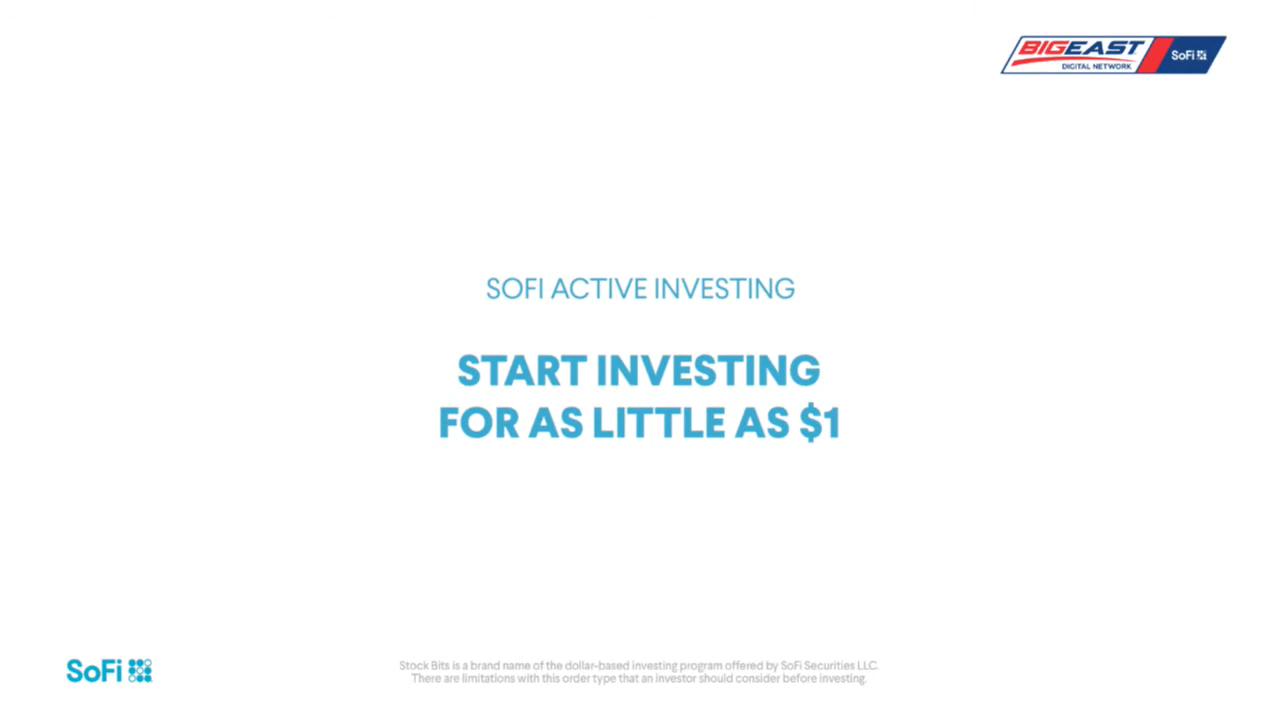 BIGEAST
DIGITAL NETWORK
SoFi
SOFI ACTIVE INVESTING
START INVESTING
FOR AS LITTLE AS $1
SoFi
Stock Bits is a brand name of the dollar-based investing program offered by SoFi Securities LLC.
There are limitations with this order type that an investor should consider before investing.